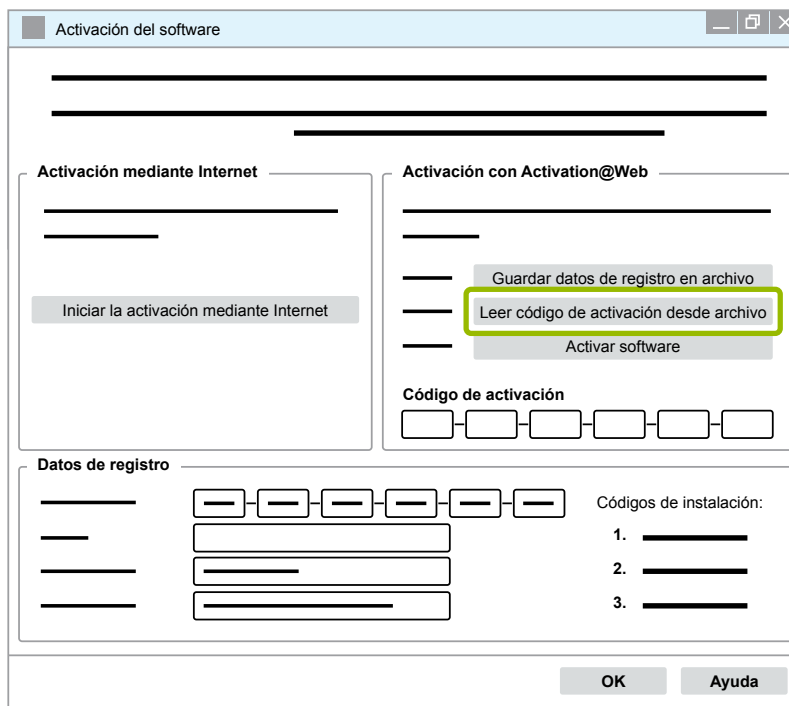 Activación del software
Activación mediante Internet
Iniciar la activación mediante Internet
Activación con Activation@Web
Guardar datos de registro en archivo
Leer código de activación desde archivo
Activar software
Código de activación
Datos de registro
Códigos de instalación:
1.
2.
3.
OK
Ayuda